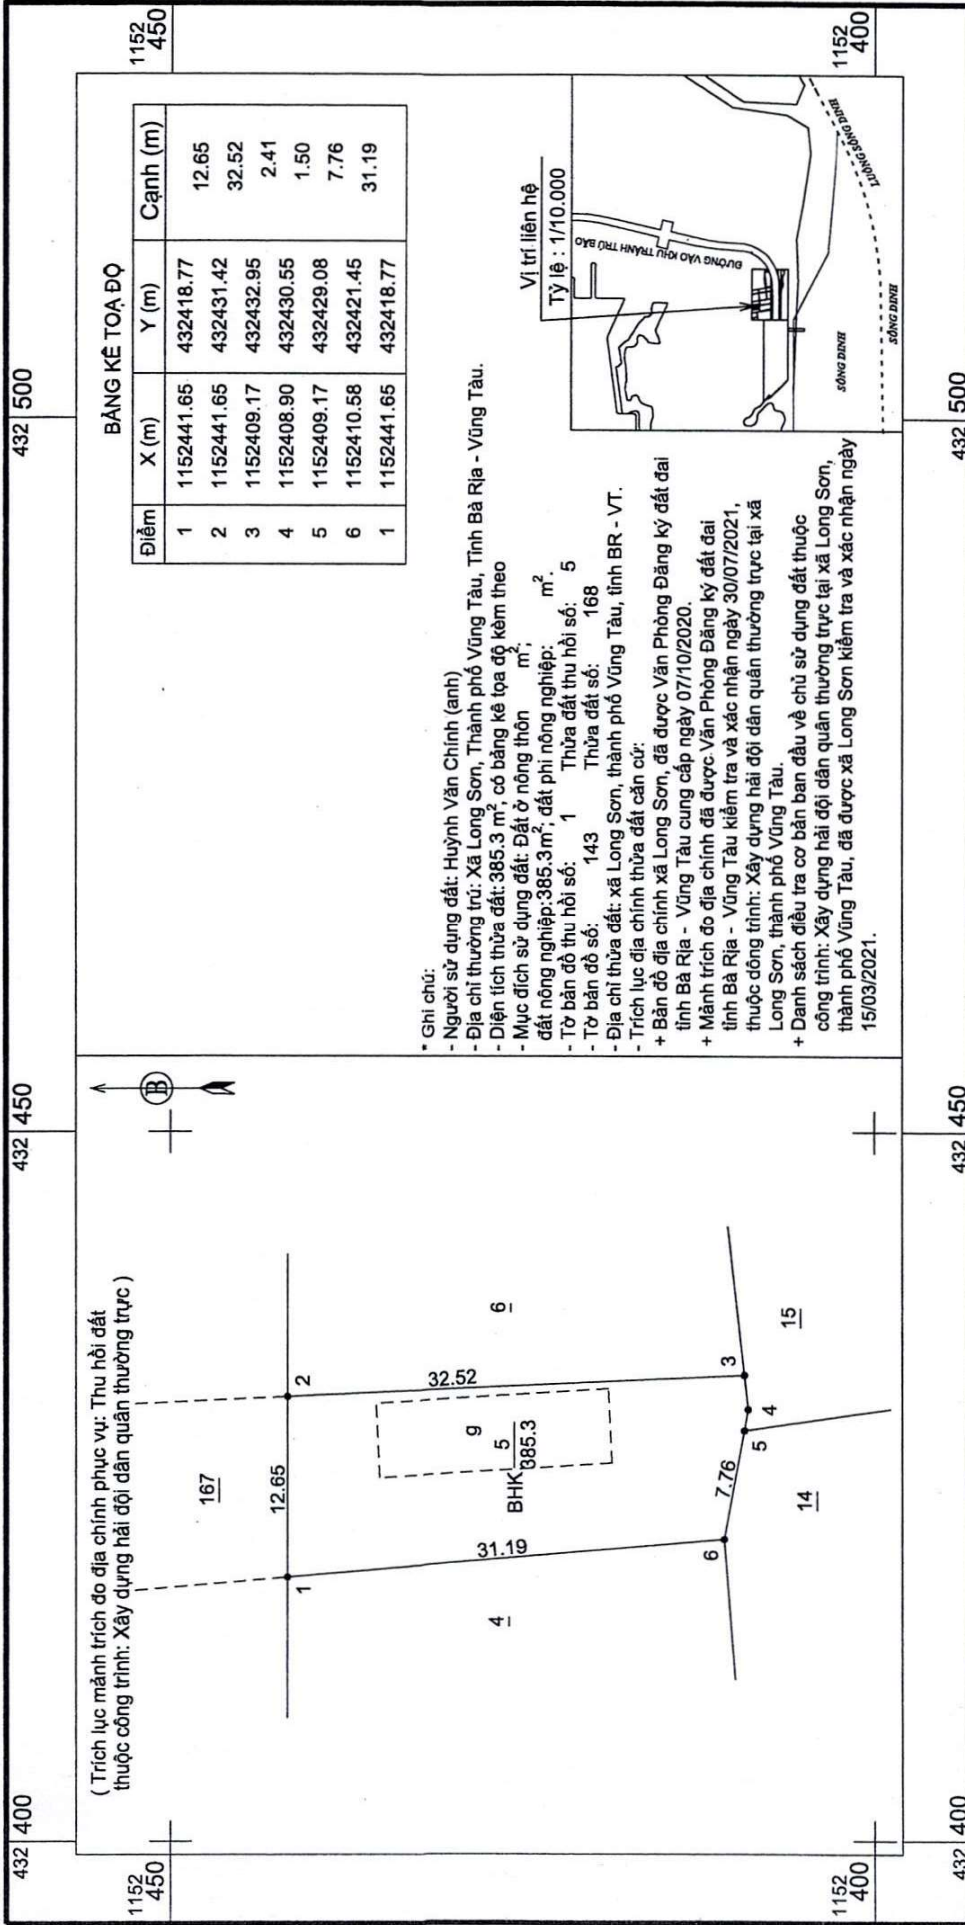 432 400
432 450
432 500
1152 450
1152 450
( Trích lục mảnh trích đo địa chính phục vụ: Thu hồi đất
thuộc công trình: Xây dựng hải đội dân quân thường trực )
B
167
12.65
1
2
31.19
32.52
4
6
g
BHK 5
385.3
6
7.76
5
4
3
14
15
BẢNG KÊ TOẠ ĐỘ
Điểm X (m) Y (m) Cạnh (m)
1 1152441.65 432418.77
12.65
2 1152441.65 432431.42
32.52
3 1152409.17 432432.95
2.41
4 1152408.90 432430.55
1.50
5 1152409.17 432429.08
7.76
6 1152410.58 432421.45
31.19
1 1152441.65 432418.77
* Ghi chú:
- Người sử dụng đất: Huỳnh Văn Chính (anh)
- Địa chỉ thường trú: Xã Long Sơn, Thành phố Vũng Tàu, Tỉnh Bà Rịa - Vũng Tàu.
- Diện tích thửa đất: 385.3 m², có bảng kê tọa độ kèm theo
- Mục đích sử dụng đất: Đất ở nông thôn m²;
đất nông nghiệp:385.3m²; đất phi nông nghiệp: m².
- Tờ bản đồ thu hồi số: 1 Thửa đất thu hồi số: 5
- Tờ bản đồ số: 143 Thửa đất số: 168
- Địa chỉ thửa đất: xã Long Sơn, thành phố Vũng Tàu, tỉnh BR - VT.
- Trích lục địa chính thửa đất căn cứ:
+ Bản đồ địa chính xã Long Sơn, đã được Văn Phòng Đăng ký đất đai
tỉnh Bà Rịa - Vũng Tàu cung cấp ngày 07/10/2020.
+ Mảnh trích đo địa chính đã được Văn Phòng Đăng ký đất đai
tỉnh Bà Rịa - Vũng Tàu kiểm tra và xác nhận ngày 30/07/2021,
thuộc công trình: Xây dựng hải đội dân quân thường trực tại xã
Long Sơn, thành phố Vũng Tàu.
+ Danh sách điều tra cơ bản ban đầu về chủ sử dụng đất thuộc
công trình: Xây dựng hải đội dân quân thường trực tại xã Long Sơn,
thành phố Vũng Tàu, đã được xã Long Sơn kiểm tra và xác nhận ngày
15/03/2021.
Vị trí liên hệ
Tỷ lệ : 1/10.000
ĐƯỜNG VÀO KHU TRÁNH TRÚ BÃO
SÔNG DINH
SÔNG DINH
LUỒNG SÔNG DINH
1152 400
1152 400
432 400
432 450
432 500